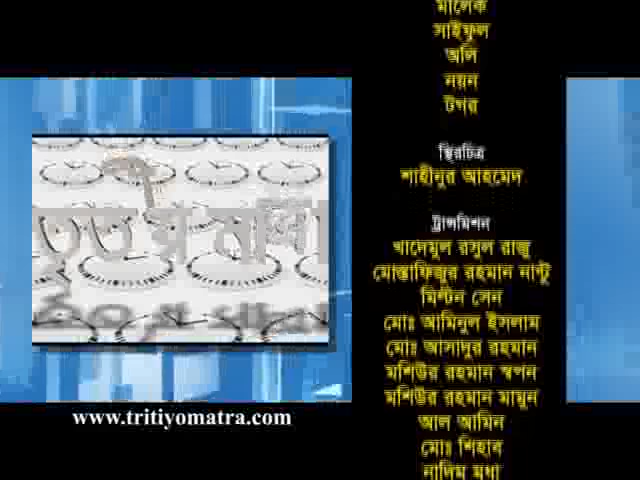 মালেক
সাইফুল
অলি
নয়ন
টগর
স্থিরচিত্র
শাহীনুর আহমেদ
ট্রান্সমিশন
খাদেমুল রসুল রাজু
মোস্তাফিজুর রহমান নান্টু
মিল্টন সেন
মোঃ আমিনুল ইসলাম
মোঃ আসাদুর রহমান
মশিউর রহমান স্বপন
মশিউর রহমান মামুন
আল আমিন
মোঃ শিহাব
নাদিম
www.tritiyomatra.com